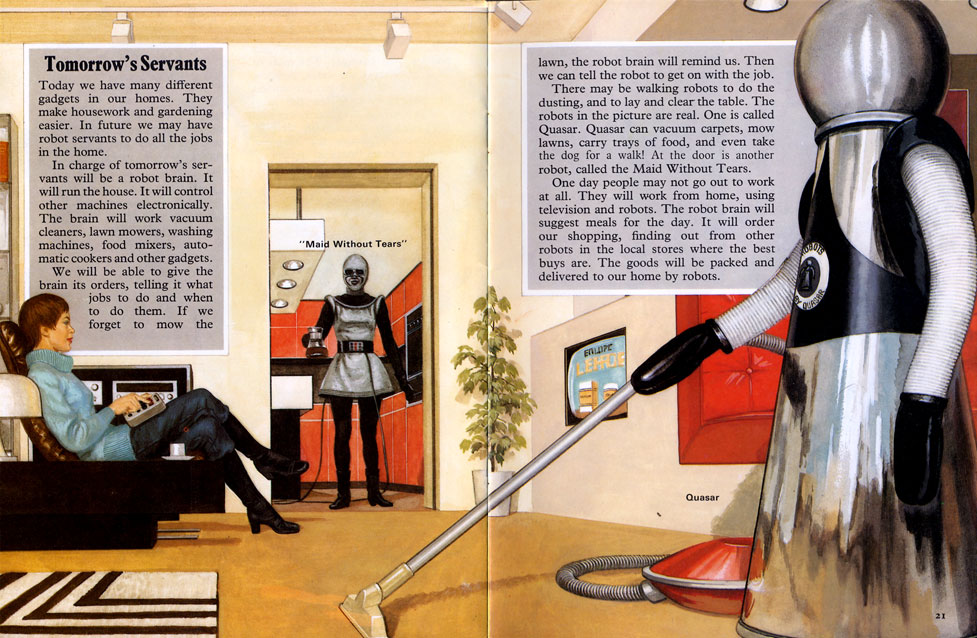 Tomorrow's Servants
Today we have many different
gadgets in our homes. They
make housework and gardening
easier. In future we may have
robot servants to do all the jobs
in the home.
In charge of tomorrow's ser-
vants will be a robot brain. It
will run the house. It will control
other machines electronically.
The brain will work vacuum
cleaners, lawn mowers, washing
machines, food mixers, auto-
matic cookers and other gadgets.
We will be able to give the
brain its orders, telling it what
jobs to do and when
to do them. If we
forget to mow the
lawn, the robot brain will remind us. Then
we can tell the robot to get on with the job.
There may be walking robots to do the
dusting, and to lay and clear the table. The
robots in the picture are real. One is called
Quasar. Quasar can vacuum carpets, mow
lawns, carry trays of food, and even take
the dog for a walk! At the door is another
robot, called the Maid Without Tears.
One day people may not go out to work
at all. They will work from home, using
television and robots. The robot brain will
suggest meals for the day. It will order
our shopping, finding out from other
robots in the local stores where the best
buys are. The goods will be packed and
delivered to our home by robots.
"Maid Without Tears"
QUASAR
Quasar
21